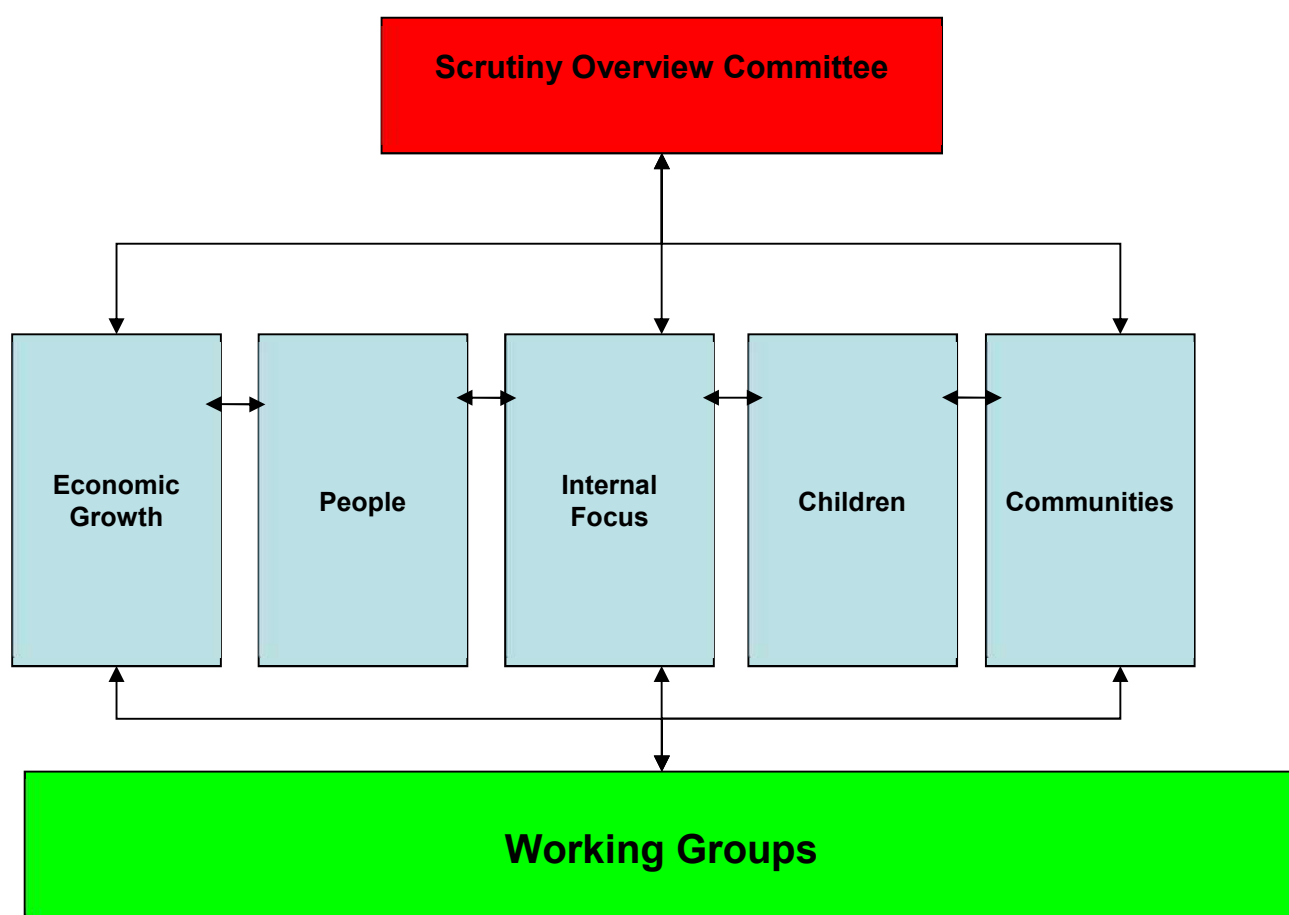 Scrutiny Overview Committee
Economic
Growth
People
Internal
Focus
Children
Communities
Working Groups